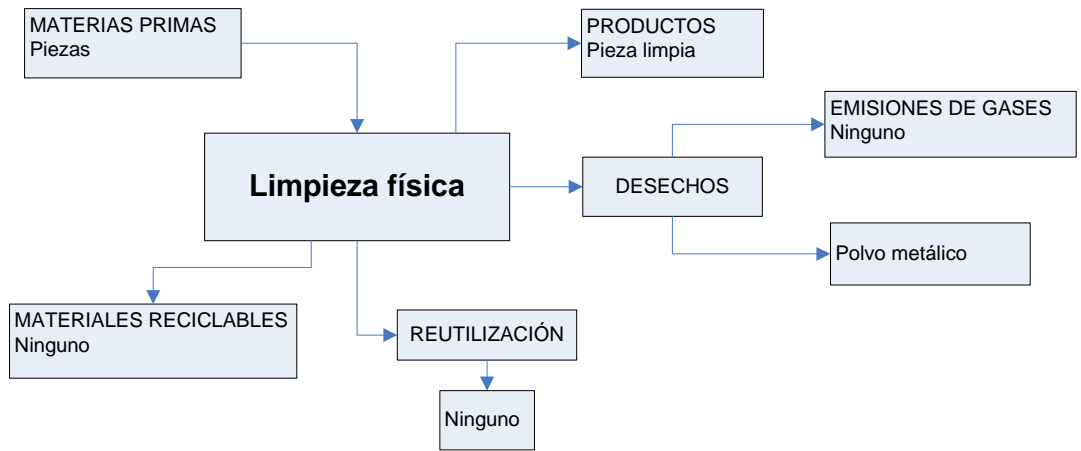 MATERIAS PRIMAS
Piezas
PRODUCTOS
Pieza limpia
EMISIONES DE GASES
Ninguno
Limpieza física
DESECHOS
Polvo metálico
MATERIALES RECICLABLES
Ninguno
REUTILIZACIÓN
Ninguno